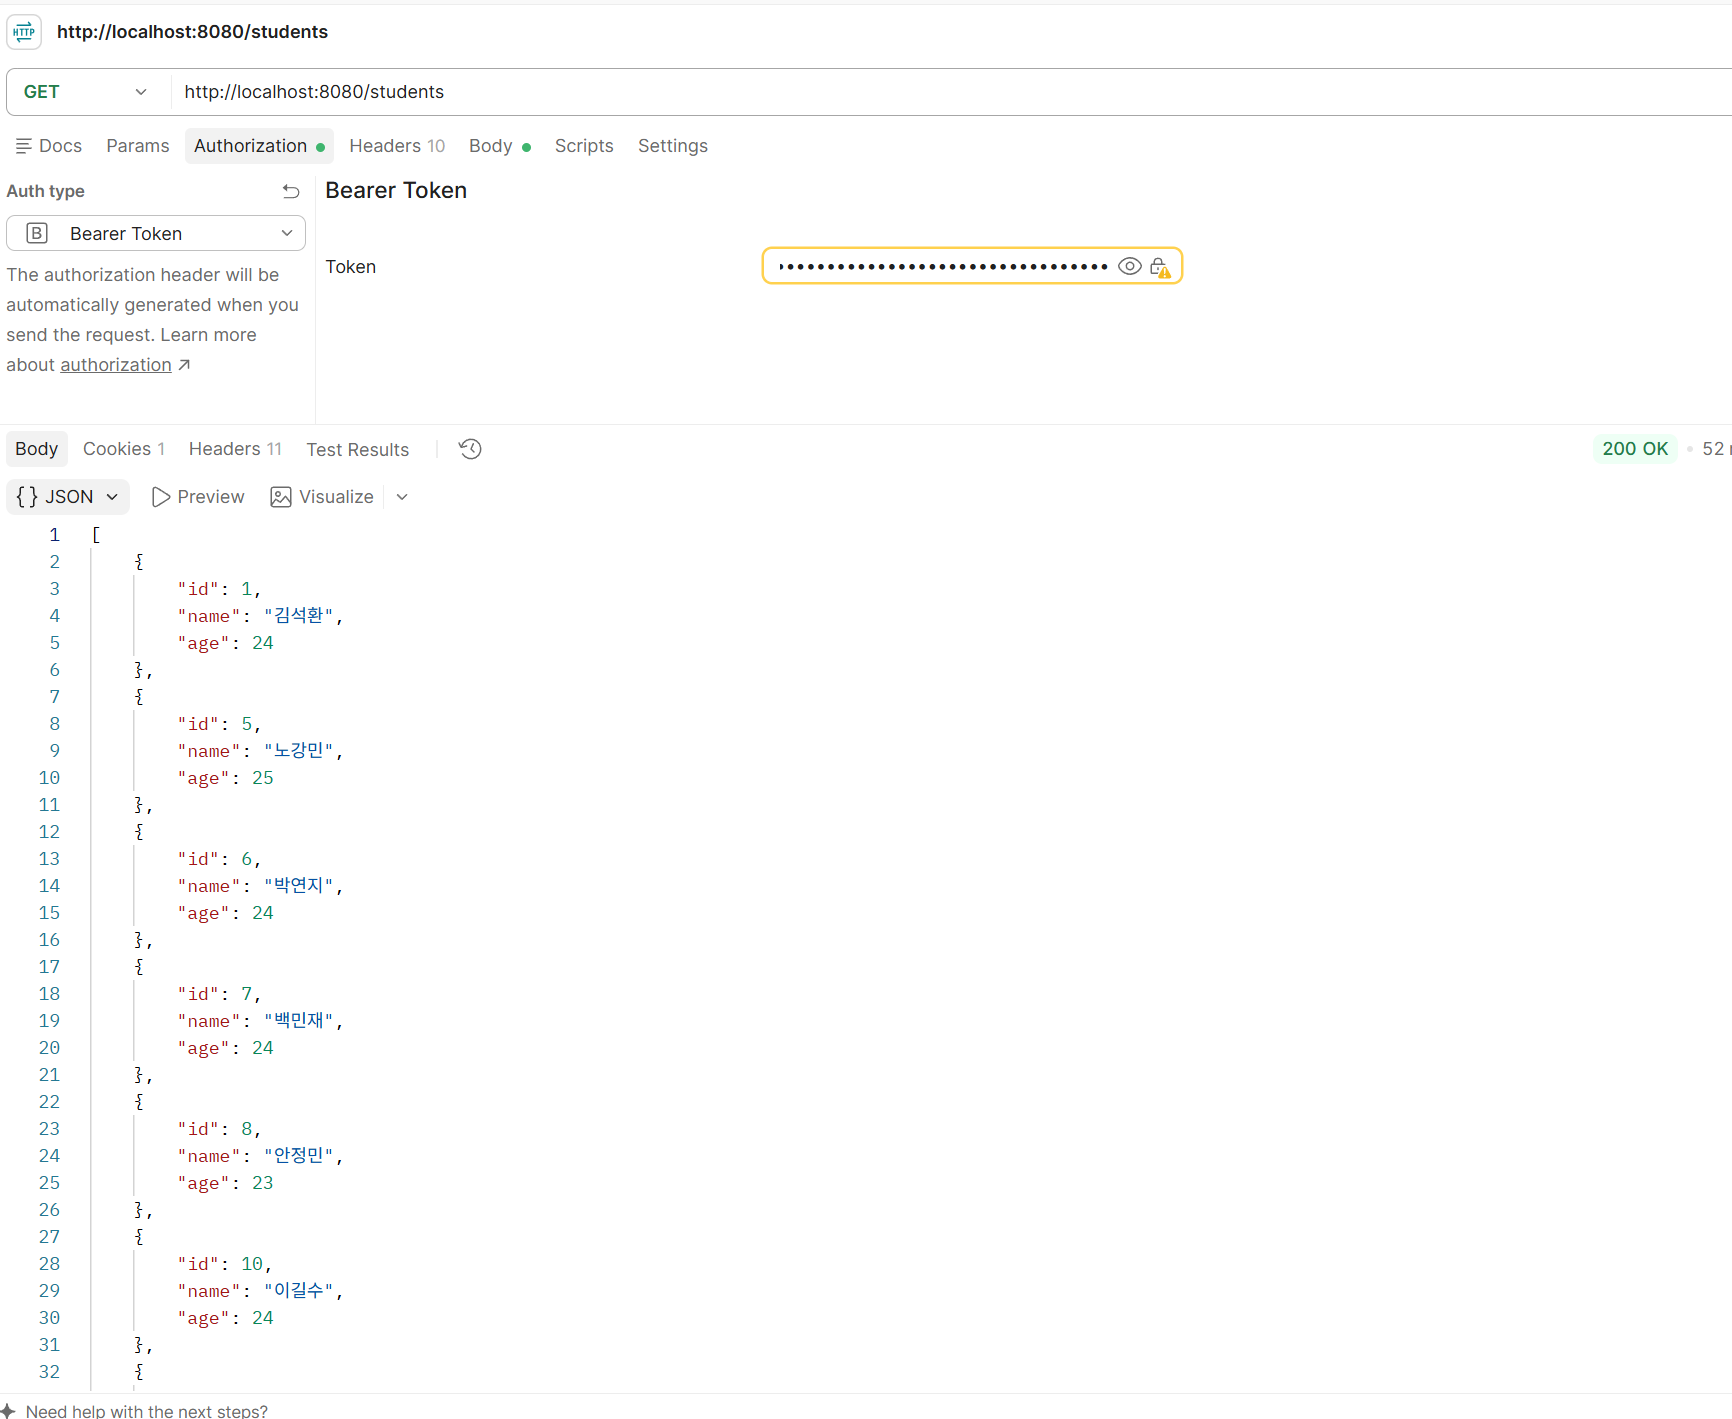 HTTP http://localhost:8080/students
GET http://localhost:8080/students
Docs Params Authorization Headers 10 Body Scripts Settings
Auth type
B Bearer Token
The authorization header will be
automatically generated when you
send the request. Learn more
about authorization ↗
Bearer Token
Token ••••••••••••••••••••••••••••••••
Body Cookies 1 Headers 11 Test Results 200 OK • 52
{} JSON Preview Visualize
1 [
2 {
3 "id": 1,
4 "name": "김석환",
5 "age": 24
6 },
7 {
8 "id": 5,
9 "name": "노강민",
10 "age": 25
11 },
12 {
13 "id": 6,
14 "name": "박연지",
15 "age": 24
16 },
17 {
18 "id": 7,
19 "name": "백민재",
20 "age": 24
21 },
22 {
23 "id": 8,
24 "name": "안정민",
25 "age": 23
26 },
27 {
28 "id": 10,
29 "name": "이길수",
30 "age": 24
31 },
32 {
Need help with the next steps?